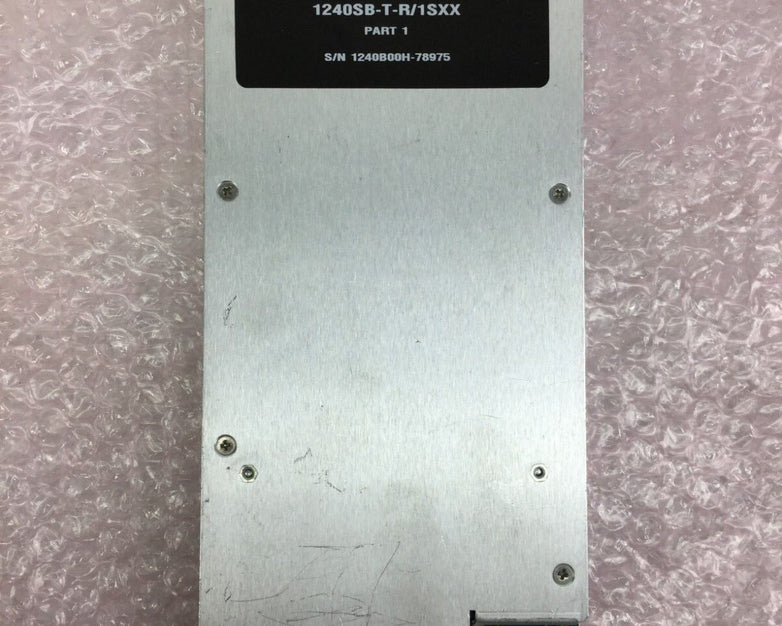 1240SB-T-R/1SXX
PART 1
S/N 1240B00H-78975